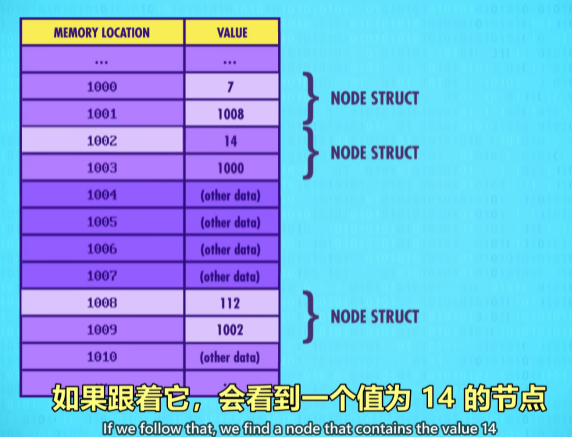 MEMORY LOCATION VALUE
... ...
1000 7
1001 1008
NODE STRUCT
1002 14
1003 1000
NODE STRUCT
1004 (other data)
1005 (other data)
1006 (other data)
1007 (other data)
1008 112
1009 1002
NODE STRUCT
1010 (other data)
如果跟着它，会看到一个值为 14 的节点
If we follow that, we find a node that contains the value 14